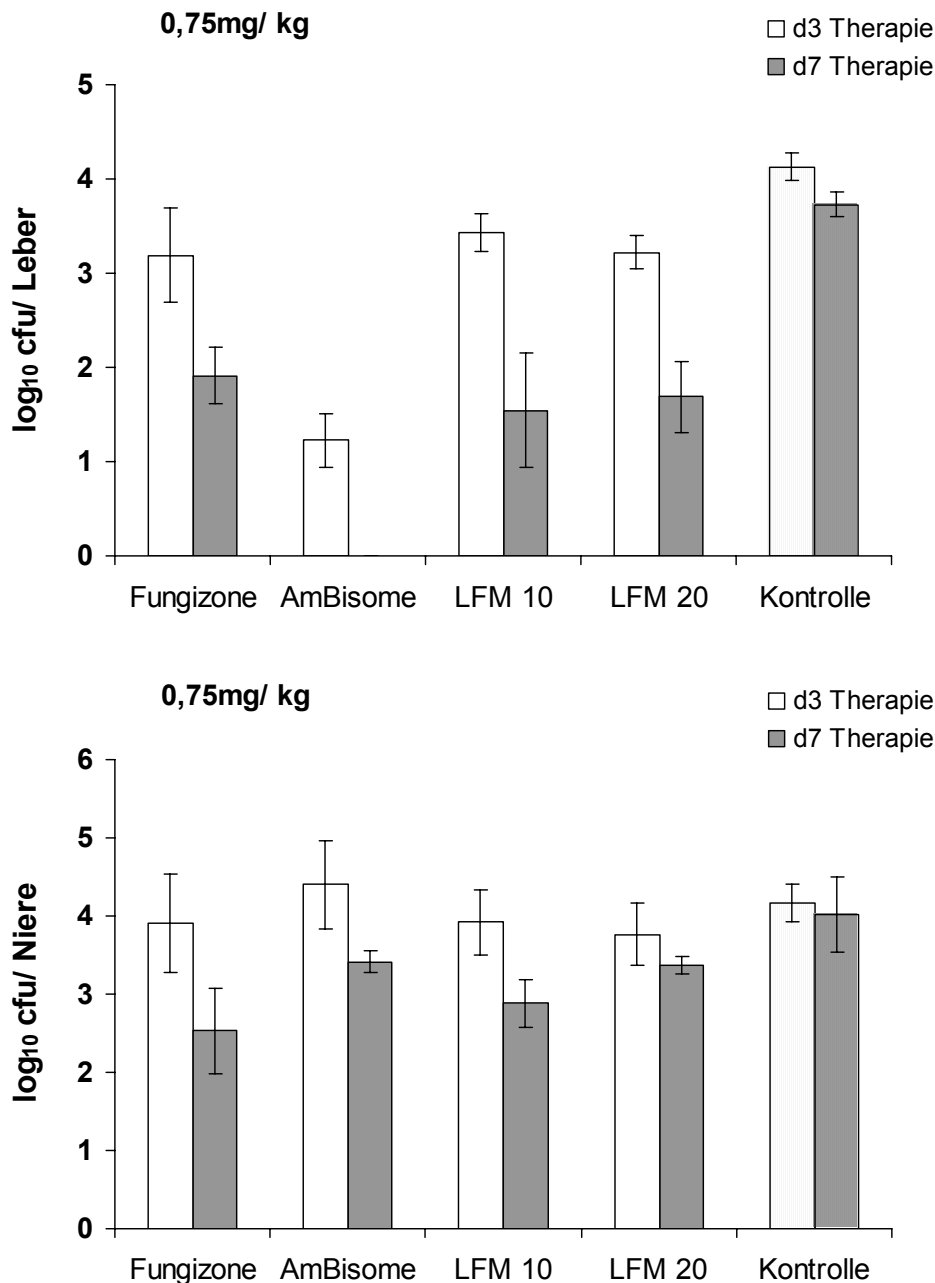 0,75mg/ kg
d3 Therapie
d7 Therapie
5
4
3
2
1
0
log₁₀ cfu/ Leber
Fungizone AmBisome LFM 10 LFM 20 Kontrolle
0,75mg/ kg
d3 Therapie
d7 Therapie
6
5
4
3
2
1
0
log₁₀ cfu/ Niere
Fungizone AmBisome LFM 10 LFM 20 Kontrolle